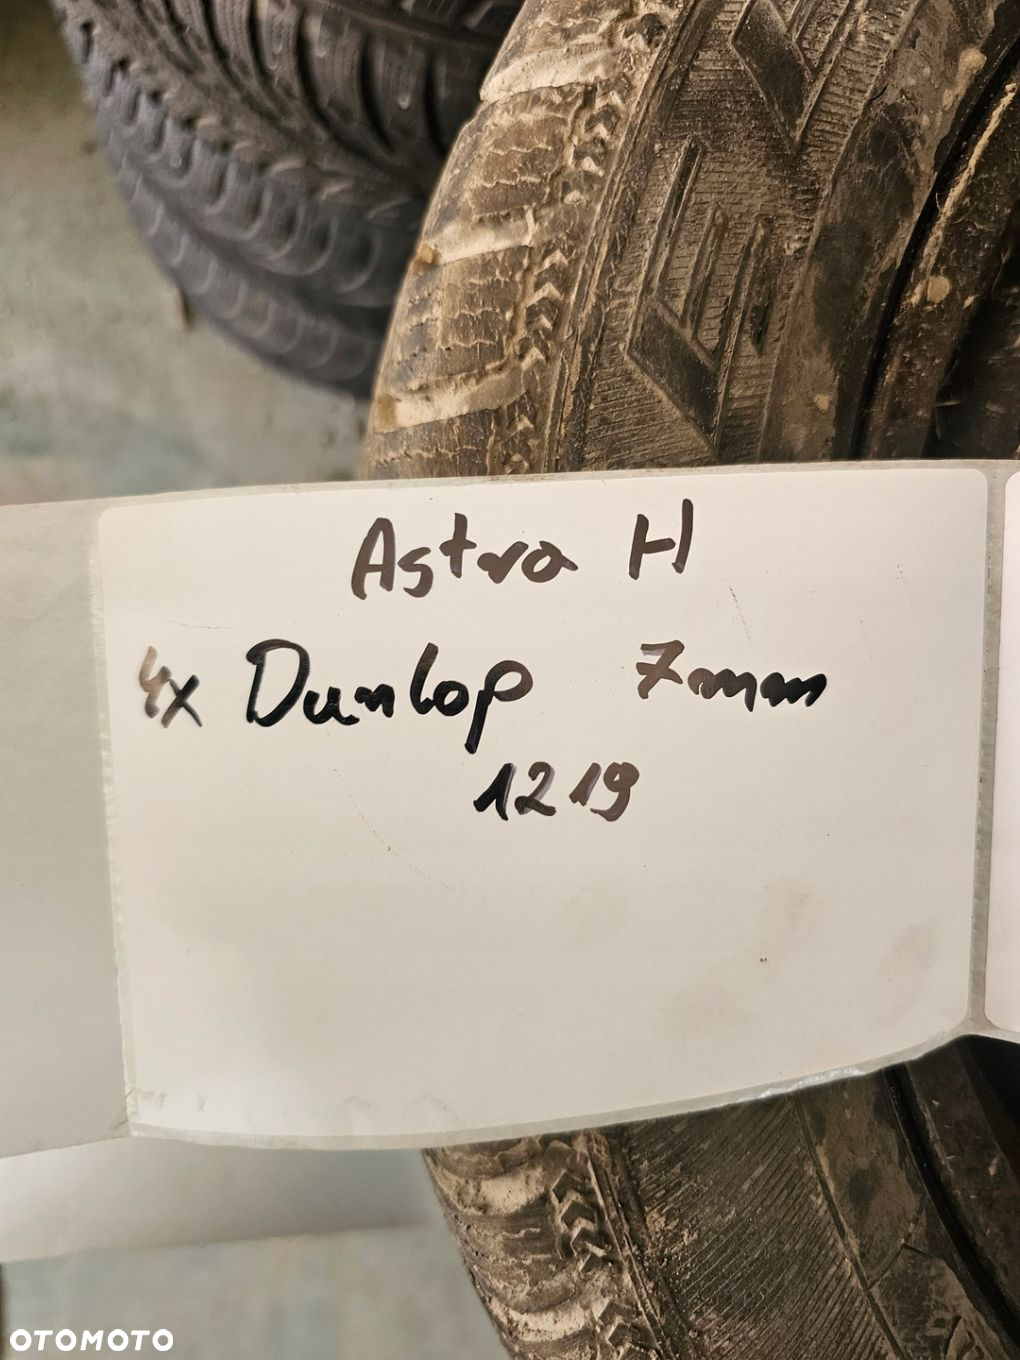 Astra H
4x Dunlop 7mm
1219
OTOMOTO